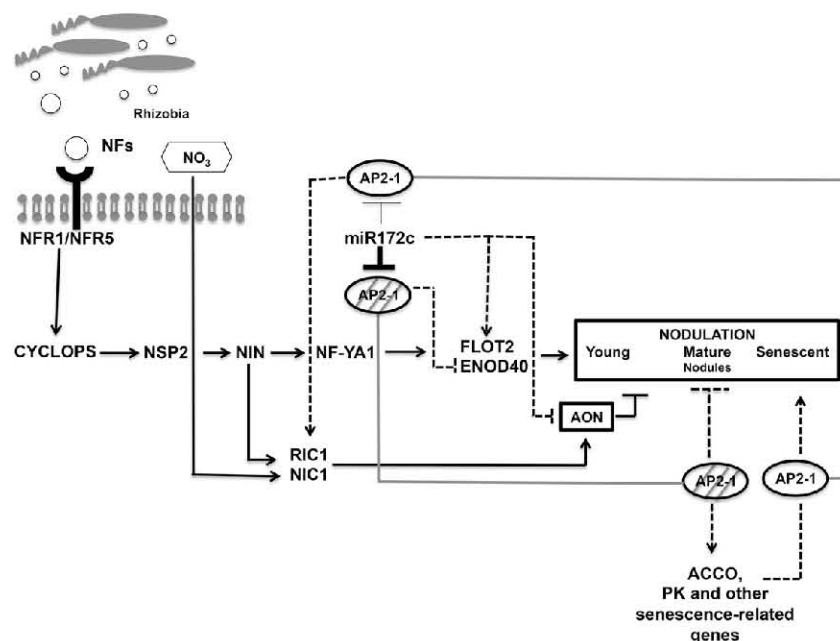 Rhizobia
NFs
NO3
AP2-1
NFR1/NFR5
miR172c
AP2-1
CYCLOPS
NSP2
NIN
NF-YA1
FLOT2
ENOD40
NODULATION
Young
Mature
Senescent
Nodules
AON
RIC1
NIC1
AP2-1
AP2-1
ACCO,
PK and other
senescence-related
genes